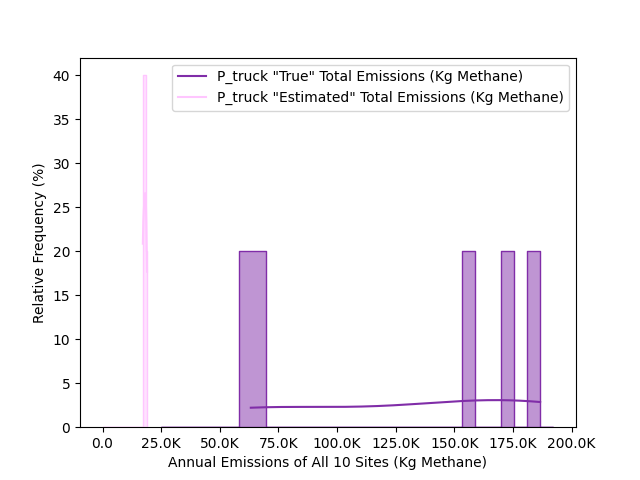 P_truck "True" Total Emissions (Kg Methane)
P_truck "Estimated" Total Emissions (Kg Methane)
40
35
30
25
20
15
10
5
0
Relative Frequency (%)
0.0 25.0K 50.0K 75.0K 100.0K 125.0K 150.0K 175.0K 200.0K
Annual Emissions of All 10 Sites (Kg Methane)